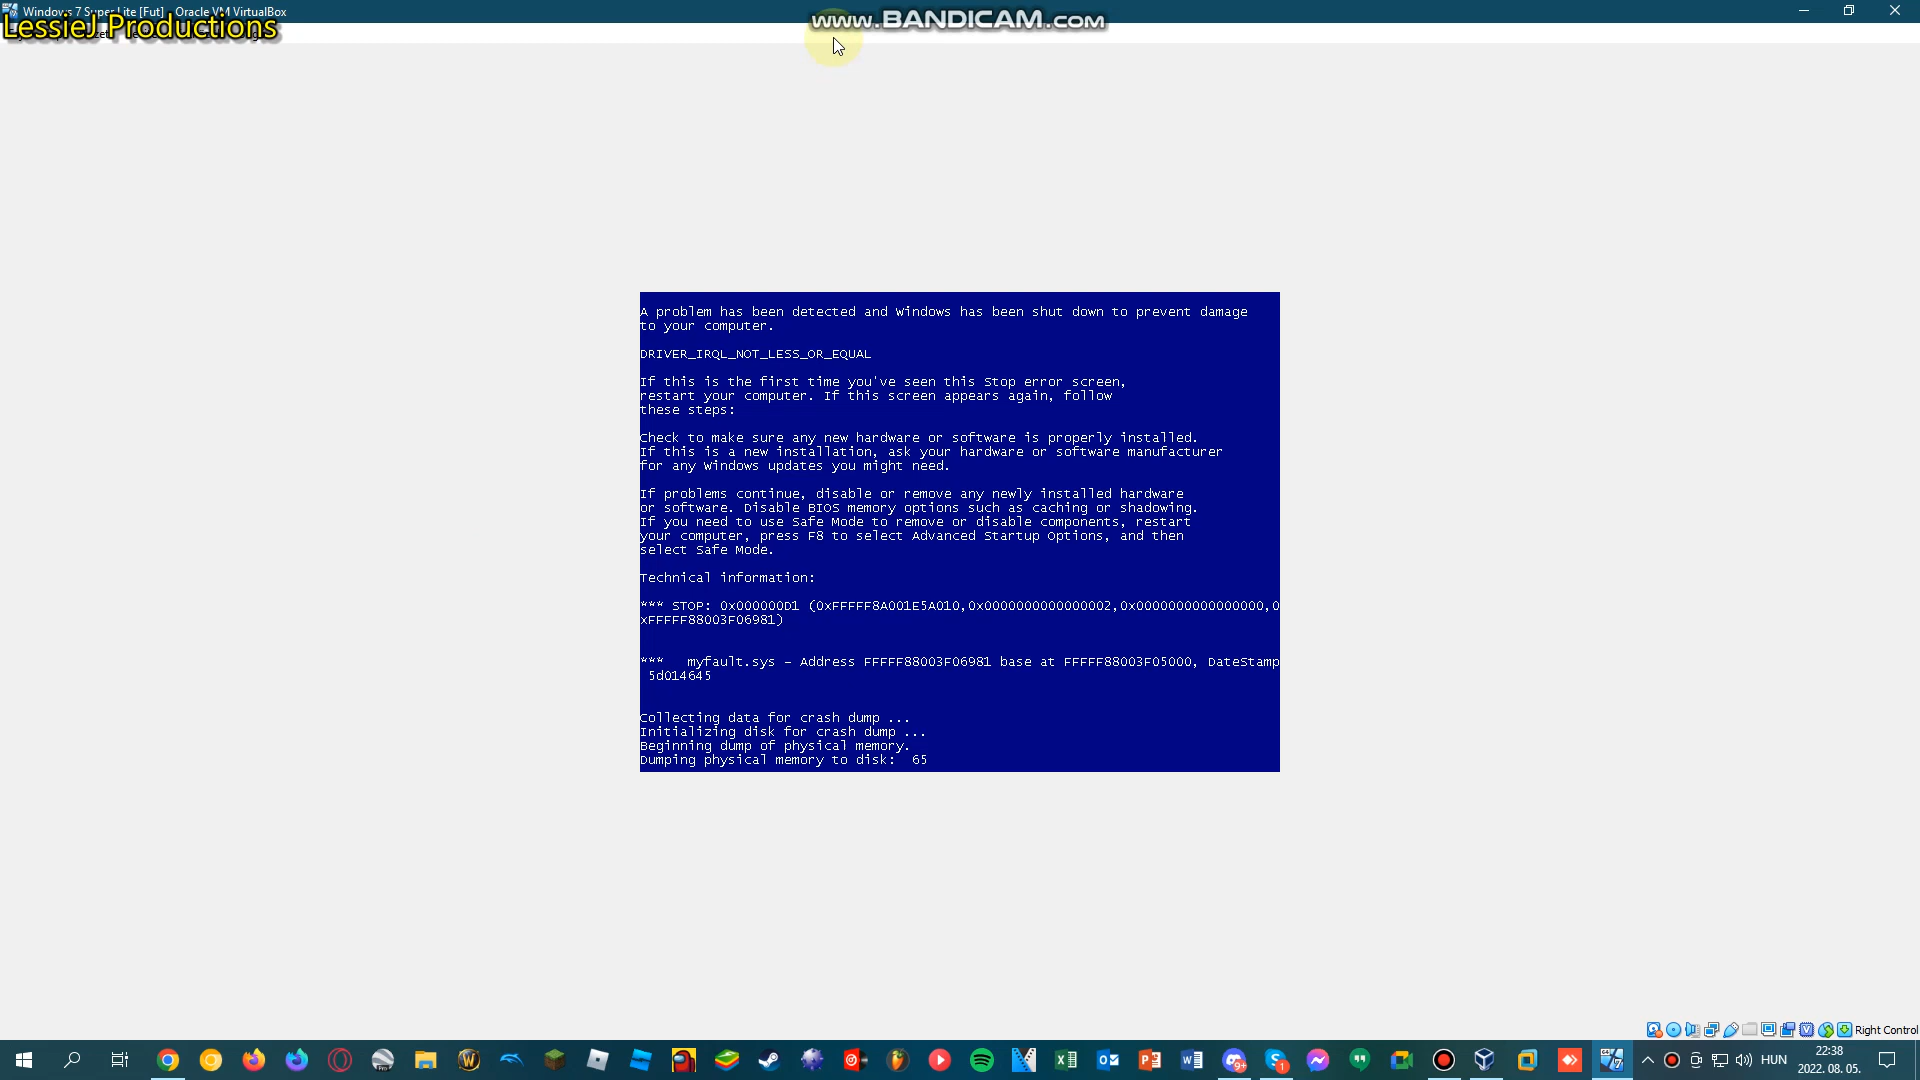 Windows 7 Super Lite [Fut] - Oracle VM VirtualBox
LessieJ Productions
www.BANDICAM.com
A problem has been detected and Windows has been shut down to prevent damage
to your computer.
DRIVER_IRQL_NOT_LESS_OR_EQUAL
If this is the first time you've seen this Stop error screen,
restart your computer. If this screen appears again, follow
these steps:
Check to make sure any new hardware or software is properly installed.
If this is a new installation, ask your hardware or software manufacturer
for any Windows updates you might need.
If problems continue, disable or remove any newly installed hardware
or software. Disable BIOS memory options such as caching or shadowing.
If you need to use Safe Mode to remove or disable components, restart
your computer, press F8 to select Advanced Startup Options, and then
select Safe Mode.
Technical information:
*** STOP: 0x000000D1 (0xFFFFF8A001E5A010,0x0000000000000002,0x0000000000000000,0
xFFFFF88003F06981)
***   myfault.sys - Address FFFFF88003F06981 base at FFFFF88003F05000, DateStamp
5d014645
Collecting data for crash dump ...
Initializing disk for crash dump ...
Beginning dump of physical memory.
Dumping physical memory to disk:  65
Right Control
HUN
22:38
2022. 08. 05.